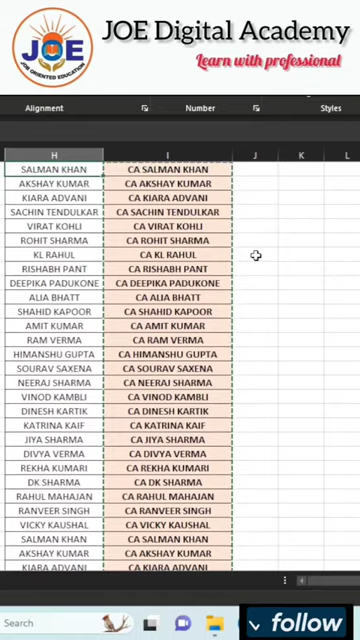 JOE
JOB ORIENTED EDUCATION
JOE Digital Academy
Learn with professional
Alignment Number Styles
H I J K L
SALMAN KHAN CA SALMAN KHAN
AKSHAY KUMAR CA AKSHAY KUMAR
KIARA ADVANI CA KIARA ADVANI
SACHIN TENDULKAR CA SACHIN TENDULKAR
VIRAT KOHLI CA VIRAT KOHLI
ROHIT SHARMA CA ROHIT SHARMA
KL RAHUL CA KL RAHUL
RISHABH PANT CA RISHABH PANT
DEEPIKA PADUKONE CA DEEPIKA PADUKONE
ALIA BHATT CA ALIA BHATT
SHAHID KAPOOR CA SHAHID KAPOOR
AMIT KUMAR CA AMIT KUMAR
RAM VERMA CA RAM VERMA
HIMANSHU GUPTA CA HIMANSHU GUPTA
SOURAV SAXENA CA SOURAV SAXENA
NEERAJ SHARMA CA NEERAJ SHARMA
VINOD KAMBLI CA VINOD KAMBLI
DINESH KARTIK CA DINESH KARTIK
KATRINA KAIF CA KATRINA KAIF
JIYA SHARMA CA JIYA SHARMA
DIVYA VERMA CA DIVYA VERMA
REKHA KUMARI CA REKHA KUMARI
DK SHARMA CA DK SHARMA
RAHUL MAHAJAN CA RAHUL MAHAJAN
RANVEER SINGH CA RANVEER SINGH
VICKY KAUSHAL CA VICKY KAUSHAL
SALMAN KHAN CA SALMAN KHAN
AKSHAY KUMAR CA AKSHAY KUMAR
KIARA ADVANI CA KIARA ADVANI
Search
follow